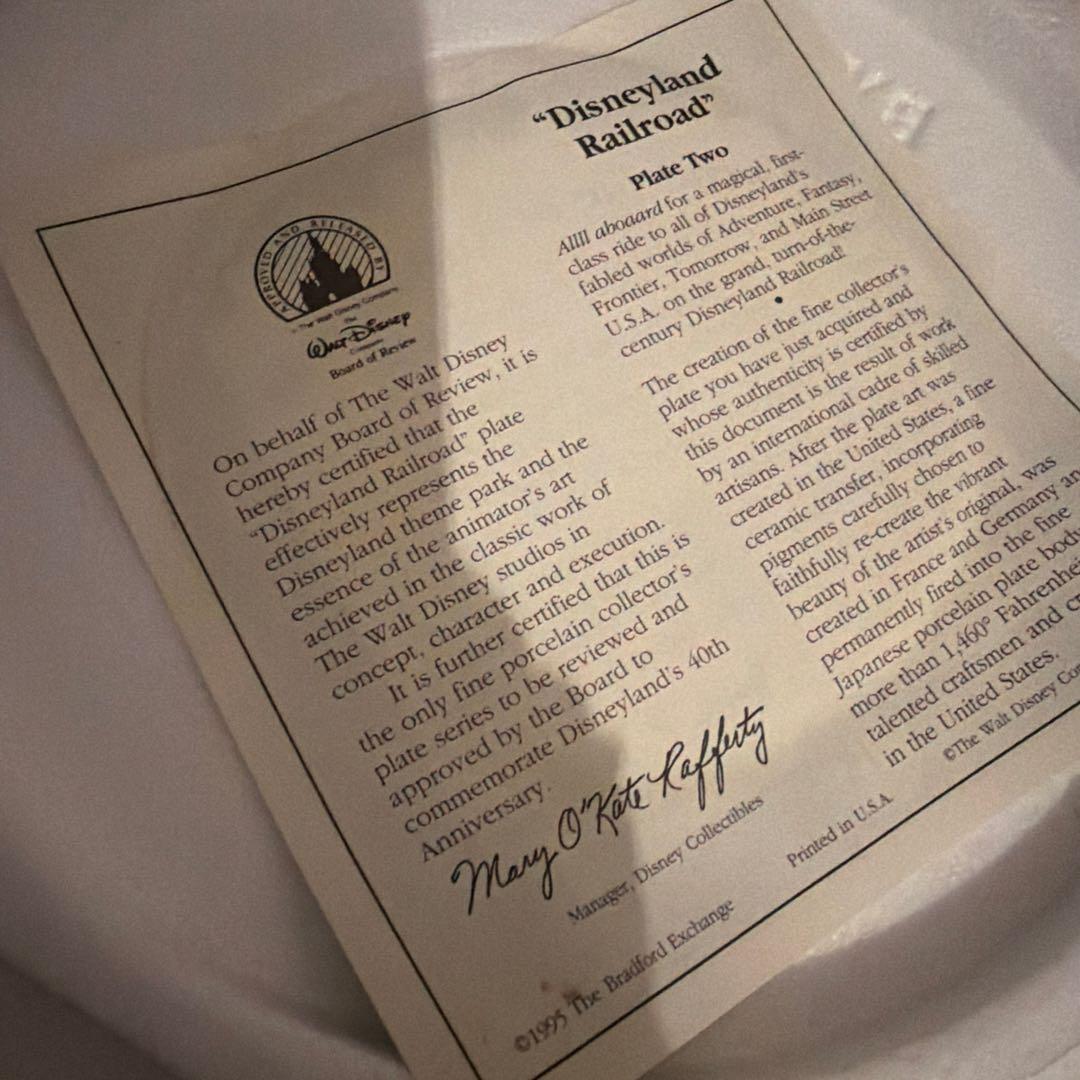 APPROVED AND RELEASED BY
The Walt Disney Company
The
WALT DISNEY
Company
Board of Review
On behalf of The Walt Disney
Company Board of Review, it is
hereby certified that the
“Disneyland Railroad” plate
effectively represents the
Disneyland theme park and the
essence of the animator's art
achieved in the classic work of
The Walt Disney studios in
concept, character and execution.
It is further certified that this is
the only fine porcelain collector's
plate series to be reviewed and
approved by the Board to
commemorate Disneyland's 40th
Anniversary.
Mary O'Kate Rafferty
Manager, Disney Collectibles
©1995 The Bradford Exchange
“Disneyland
Railroad”
Plate Two
Allll aboaard for a magical, first-
class ride to all of Disneyland's
fabled worlds of Adventure, Fantasy,
Frontier, Tomorrow, and Main Street
U.S.A. on the grand, turn-of-the-
century Disneyland Railroad!
•
The creation of the fine collector's
plate you have just acquired and
whose authenticity is certified by
this document is the result of work
by an international cadre of skilled
artisans. After the plate art was
created in the United States, a fine
ceramic transfer, incorporating
pigments carefully chosen to
faithfully re-create the vibrant
beauty of the artist's original, was
created in France and Germany an
permanently fired into the fine
Japanese porcelain plate body
more than 1,460° Fahrenhei
talented craftsmen and c
in the United States.
©The Walt Disney Co
Printed in U.S.A.